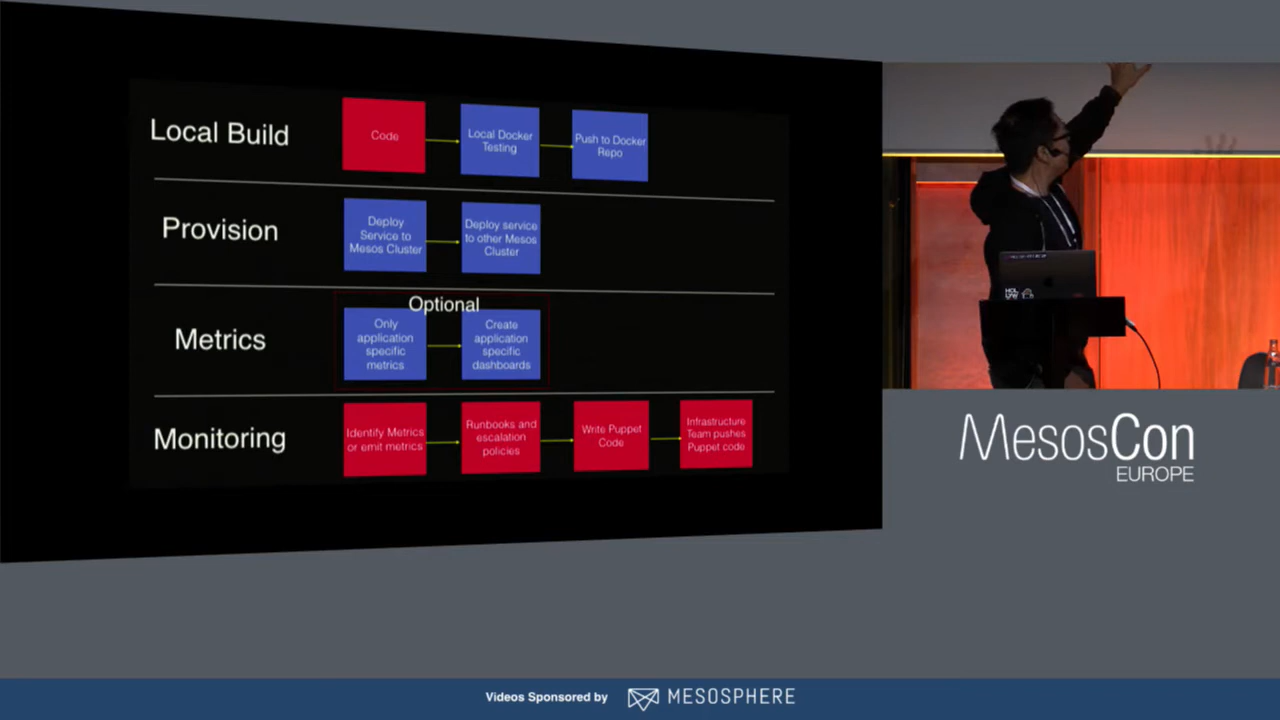 Local Build
Code
Local Docker
Testing
Push to Docker
Repo
Provision
Deploy
Service to
Mesos Cluster
Deploy service
to other Mesos
Cluster
Optional
Metrics
Only
application
specific
metrics
Create
application
specific
dashboards
Monitoring
Identify Metrics
or emit metrics
Runbooks and
escalation
policies
Write Puppet
Code
Infrastructure
Team pushes
Puppet code
MesosCon
EUROPE
Videos Sponsored by
MESOSPHERE